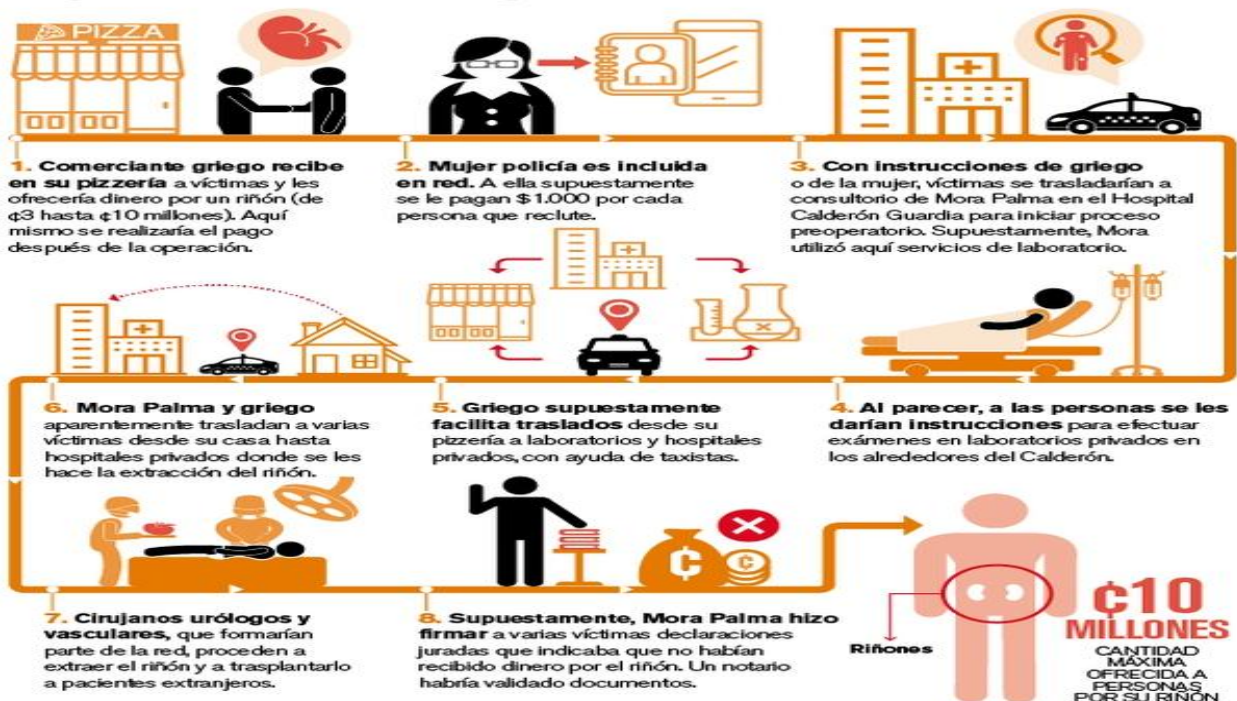 PIZZA
1. Comerciante griego recibe
en su pizzería a víctimas y les
ofrecería dinero por un riñón (de
¢3 hasta ¢10 millones). Aquí
mismo se realizaría el pago
después de la operación.
2. Mujer policía es incluida
en red. A ella supuestamente
se le pagan $1.000 por cada
persona que reclute.
3. Con instrucciones de griego
o de la mujer, víctimas se trasladarían a
consultorio de Mora Palma en el Hospital
Calderón Guardia para iniciar proceso
preoperatorio. Supuestamente, Mora
utilizó aquí servicios de laboratorio.
4. Al parecer, a las personas se les
darían instrucciones para efectuar
exámenes en laboratorios privados en
los alrededores del Calderón.
5. Griego supuestamente
facilita traslados desde su
pizzería a laboratorios y hospitales
privados, con ayuda de taxistas.
6. Mora Palma y griego
aparentemente trasladan a varias
víctimas desde su casa hasta
hospitales privados donde se les
hace la extracción del riñón.
7. Cirujanos urólogos y
vasculares, que formarían
parte de la red, proceden a
extraer el riñón y a trasplantarlo
a pacientes extranjeros.
8. Supuestamente, Mora Palma hizo
firmar a varias víctimas declaraciones
juradas que indicaba que no habían
recibido dinero por el riñón. Un notario
habría validado documentos.
¢
¢
¢
Riñones
¢10
MILLONES
CANTIDAD
MÁXIMA
OFRECIDA A
PERSONAS
POR SU RIÑÓN